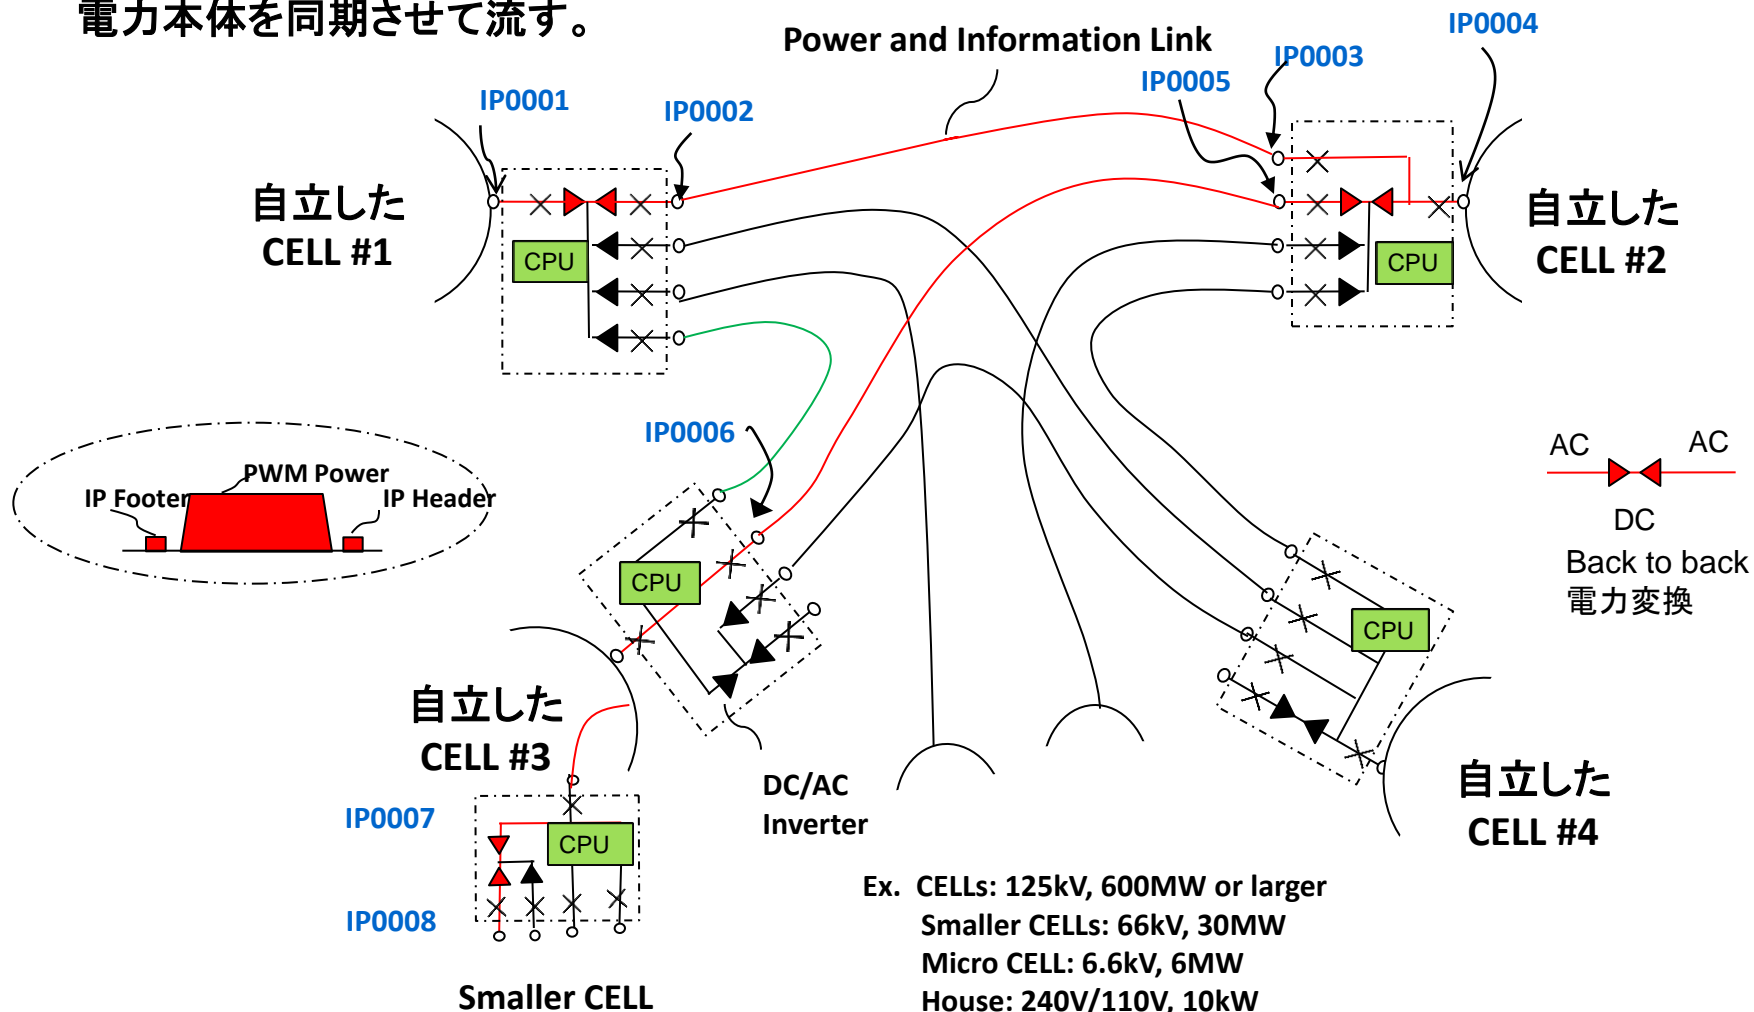 電力本体を同期させて流す。
Power and Information Link
IP0004
IP0003
IP0005
IP0001
IP0002
自立した
CELL #1
CPU
CPU
自立した
CELL #2
IP0006
PWM Power
IP Footer
IP Header
AC
AC
DC
Back to back
電力変換
CPU
CPU
自立した
CELL #3
DC/AC
Inverter
自立した
CELL #4
IP0007
CPU
IP0008
Smaller CELL
Ex. CELLs: 125kV, 600MW or larger
Smaller CELLs: 66kV, 30MW
Micro CELL: 6.6kV, 6MW
House: 240V/110V, 10kW